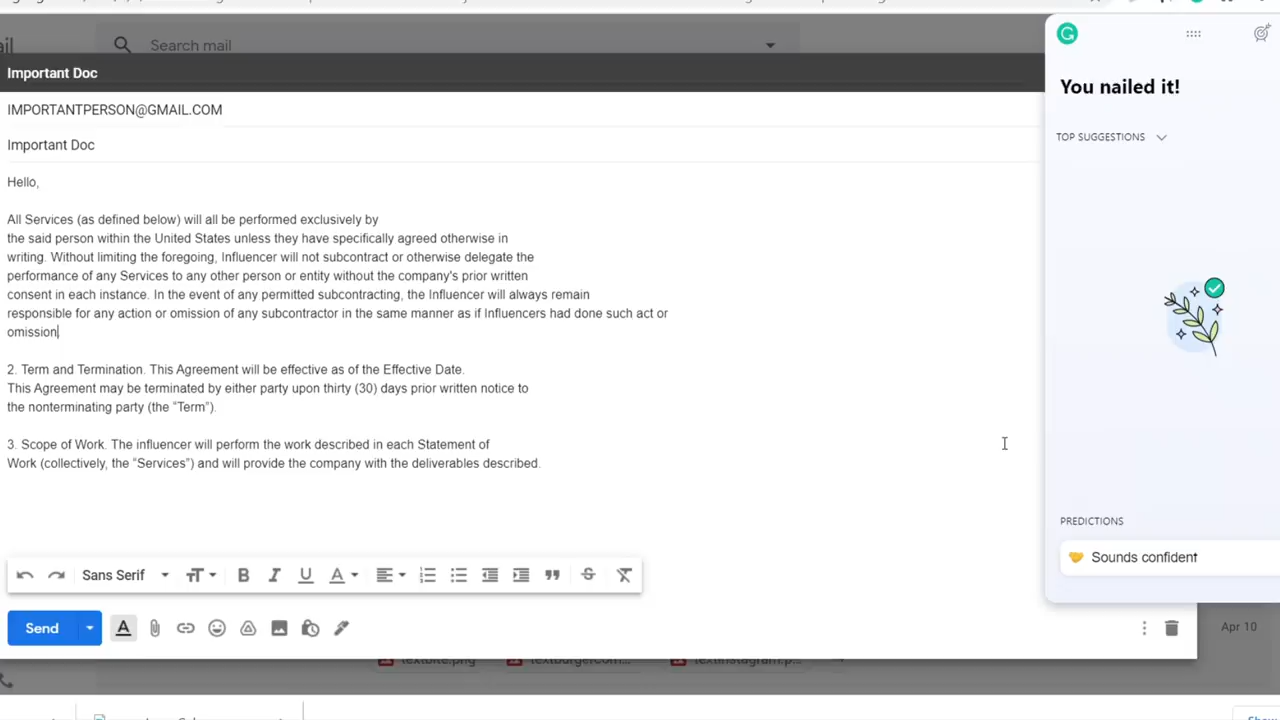 ail
Search mail
Important Doc
IMPORTANTPERSON@GMAIL.COM
Important Doc
Hello,
All Services (as defined below) will all be performed exclusively by
the said person within the United States unless they have specifically agreed otherwise in
writing. Without limiting the foregoing, Influencer will not subcontract or otherwise delegate the
performance of any Services to any other person or entity without the company's prior written
consent in each instance. In the event of any permitted subcontracting, the Influencer will always remain
responsible for any action or omission of any subcontractor in the same manner as if Influencers had done such act or
omission
2. Term and Termination. This Agreement will be effective as of the Effective Date.
This Agreement may be terminated by either party upon thirty (30) days prior written notice to
the nonterminating party (the “Term”).
3. Scope of Work. The influencer will perform the work described in each Statement of
Work (collectively, the “Services”) and will provide the company with the deliverables described.
Sans Serif
Send
You nailed it!
TOP SUGGESTIONS
PREDICTIONS
Sounds confident
Apr 10